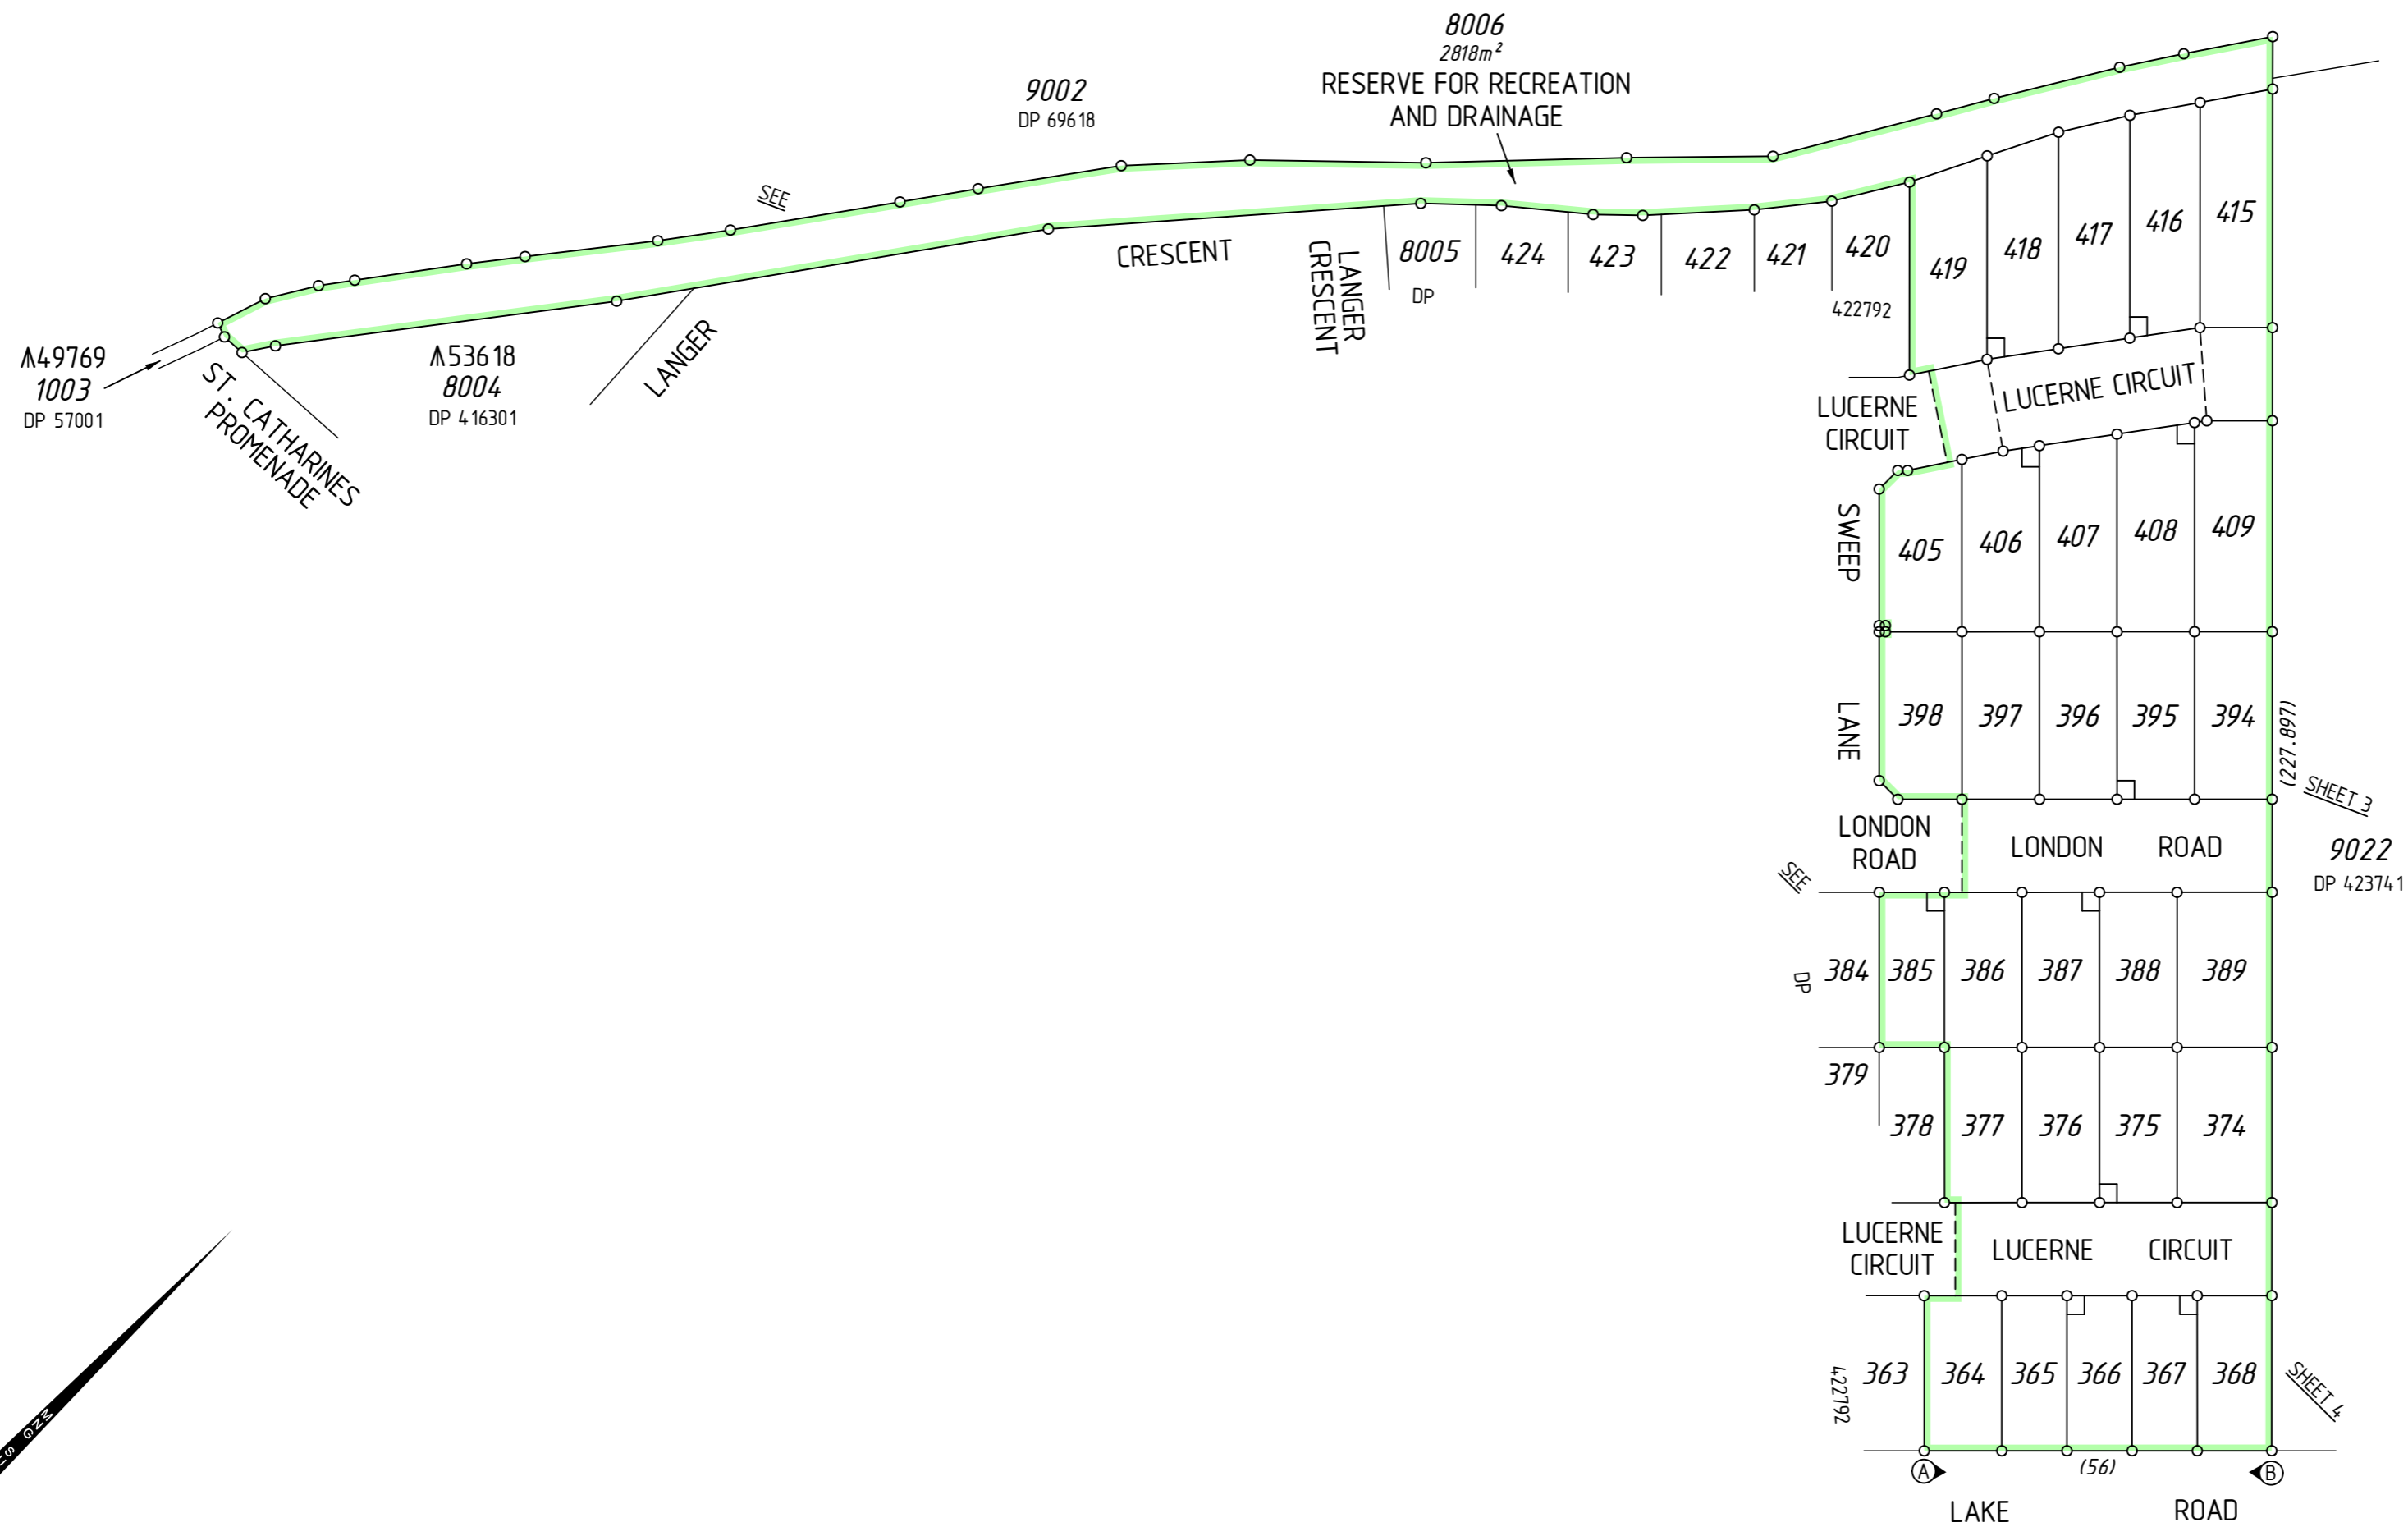 8006
2818m²
RESERVE FOR RECREATION
AND DRAINAGE
9002
DP 69618
SEE
49769
1003
DP 57001
ST. CATHARINES
PROMENADE
53618
8004
DP 416301
LANGER
CRESCENT
LANGER
CRESCENT
8005
DP
424
423
422
421
420
422792
419
418
417
416
415
LUCERNE
CIRCUIT
LUCERNE CIRCUIT
SWEEP
405
406
407
408
409
LANE
398
397
396
395
394
(227.897)
SHEET 3
9022
DP 423741
LONDON
ROAD
LONDON ROAD
SEE
DP
384
385
386
387
388
389
379
378
377
376
375
374
LUCERNE
CIRCUIT
LUCERNE CIRCUIT
422792
363
364
365
366
367
368
SHEET 4
A
(56)
B
LAKE ROAD